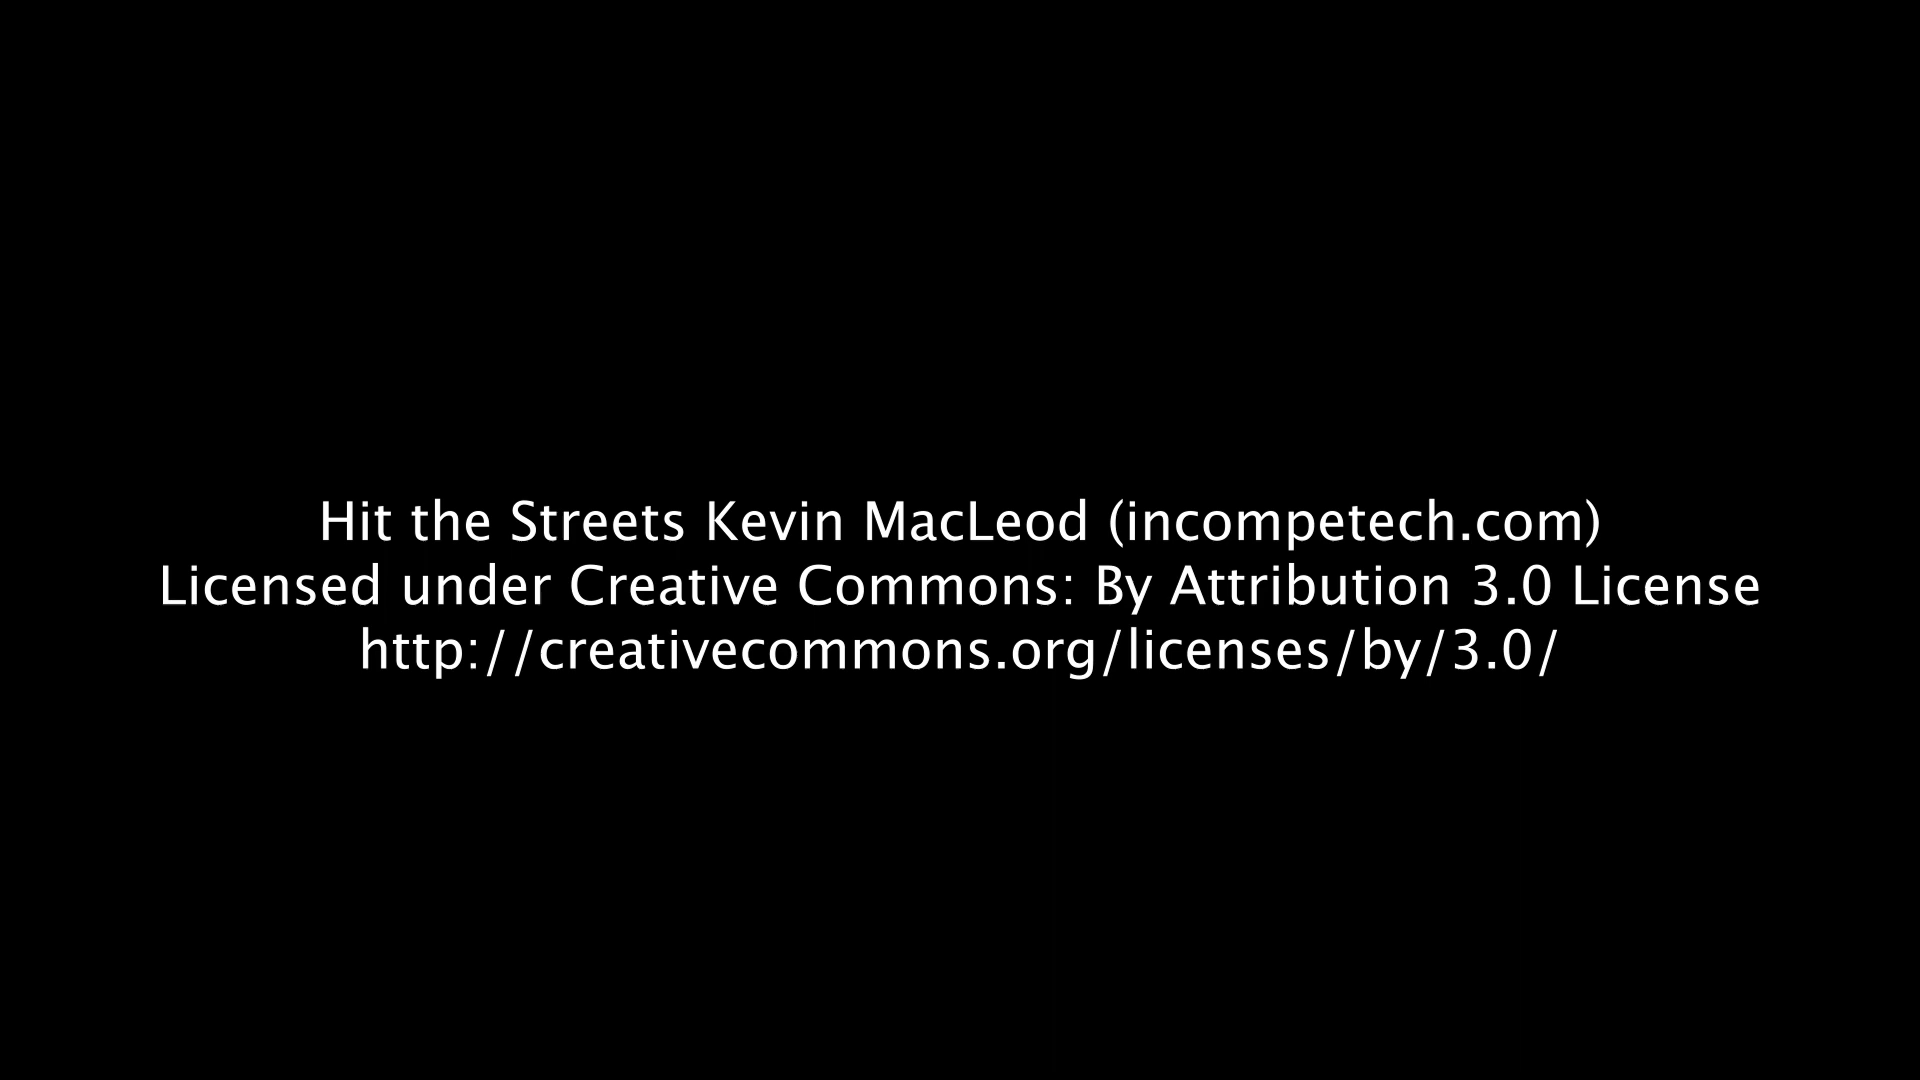 Hit the Streets Kevin MacLeod (incompetech.com)
Licensed under Creative Commons: By Attribution 3.0 License
http://creativecommons.org/licenses/by/3.0/